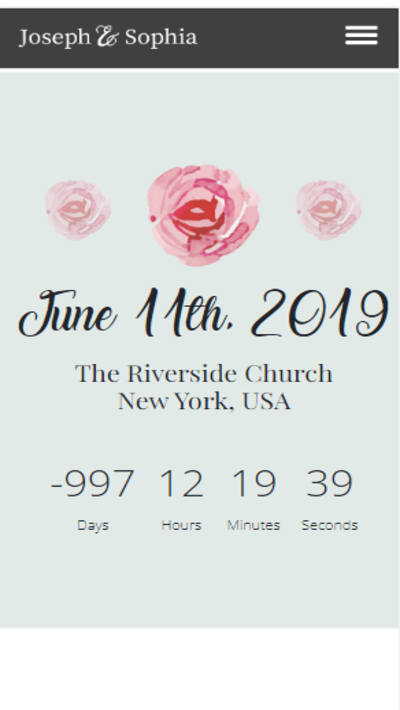 Joseph & Sophia
June 11th. 2019
The Riverside Church
New York, USA
-997 12 19 39
Days Hours Minutes Seconds